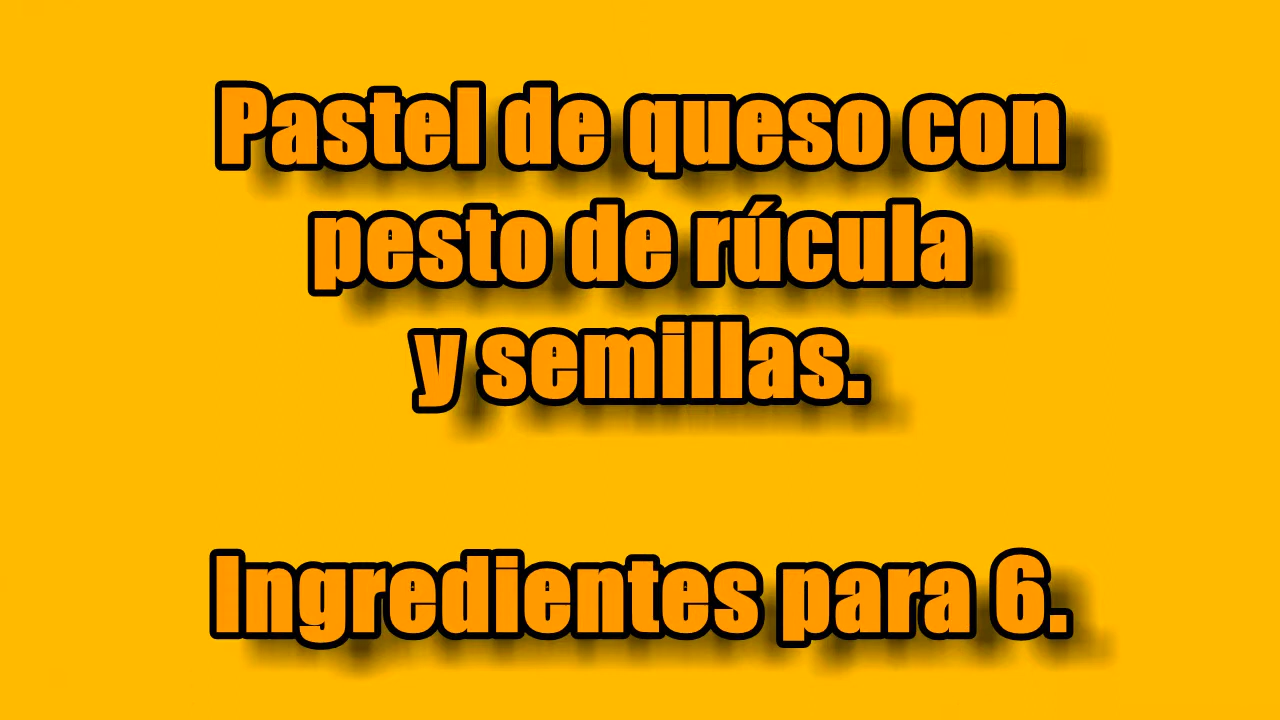 Pastel de queso con
pesto de rúcula
y semillas.
Ingredientes para 6.